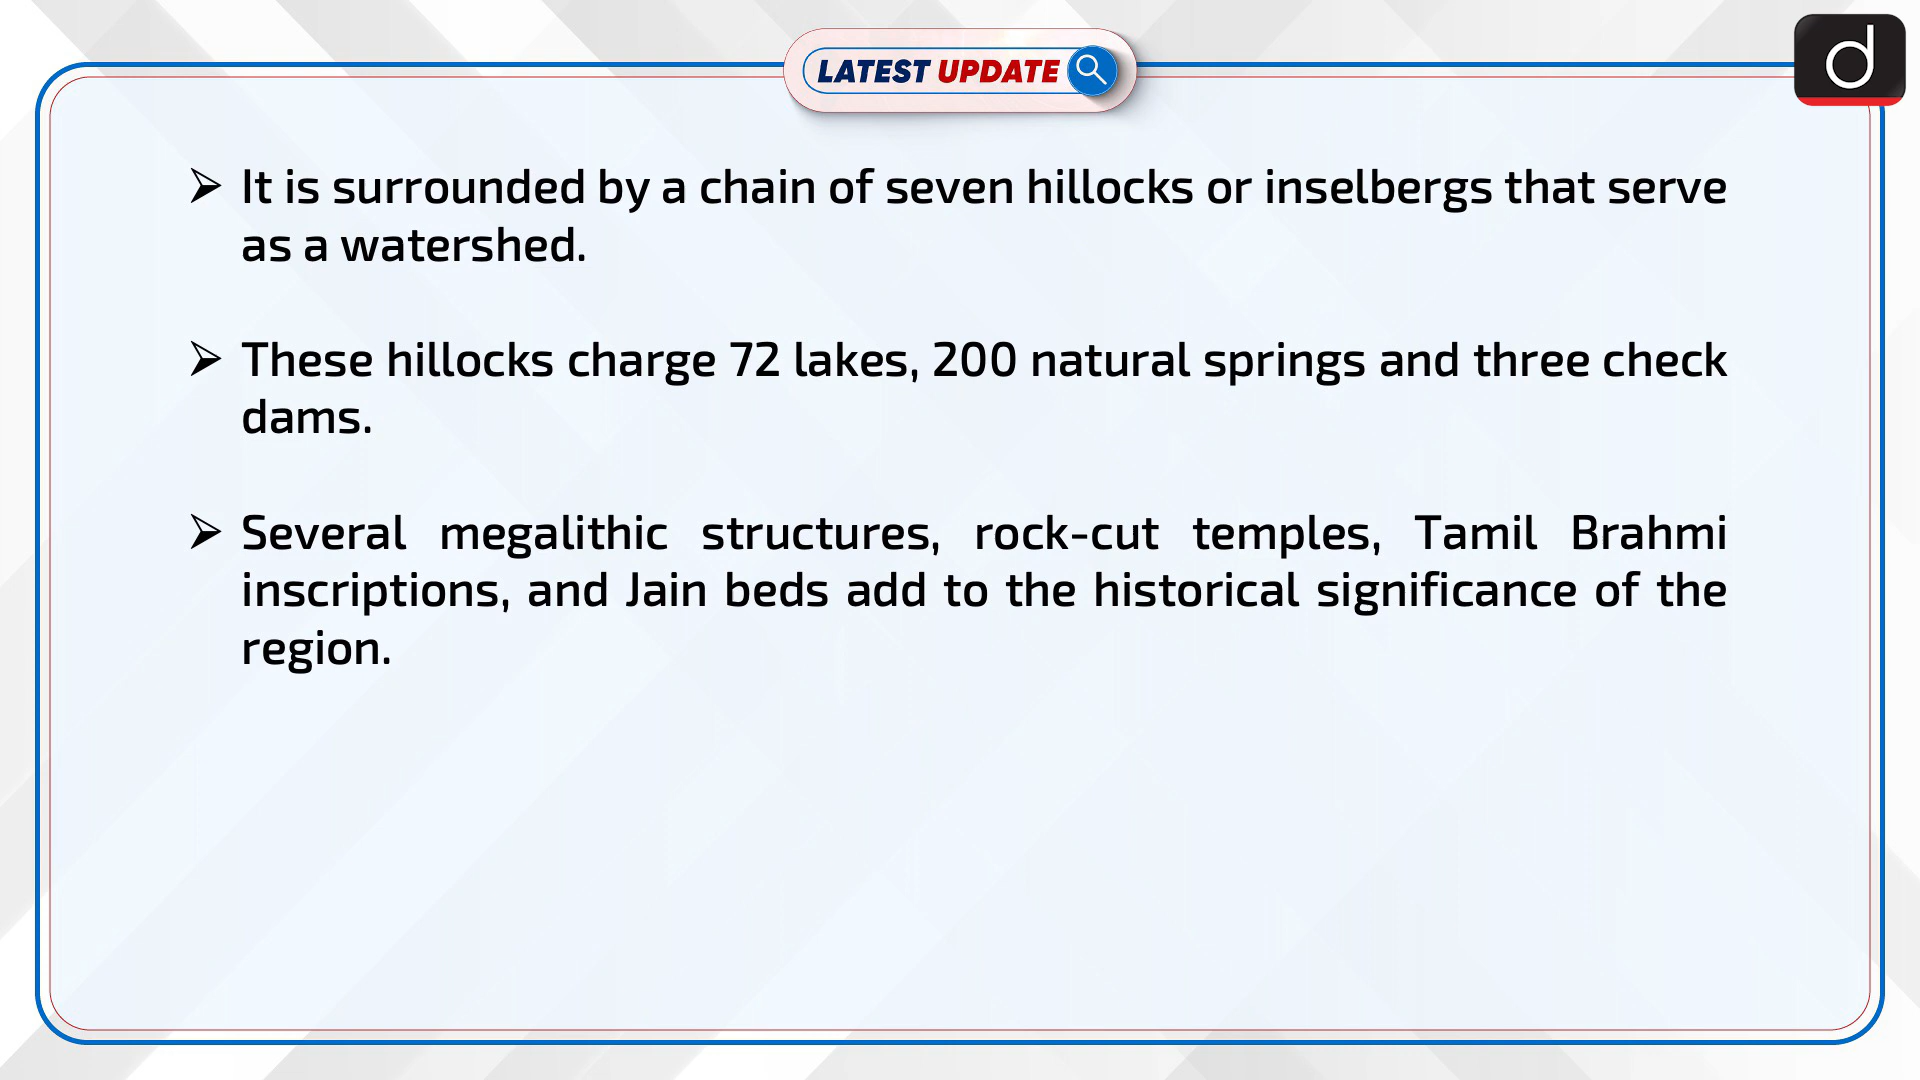 LATEST UPDATE
d
➢ It is surrounded by a chain of seven hillocks or inselbergs that serve
as a watershed.
➢ These hillocks charge 72 lakes, 200 natural springs and three check
dams.
➢ Several megalithic structures, rock-cut temples, Tamil Brahmi
inscriptions, and Jain beds add to the historical significance of the
region.